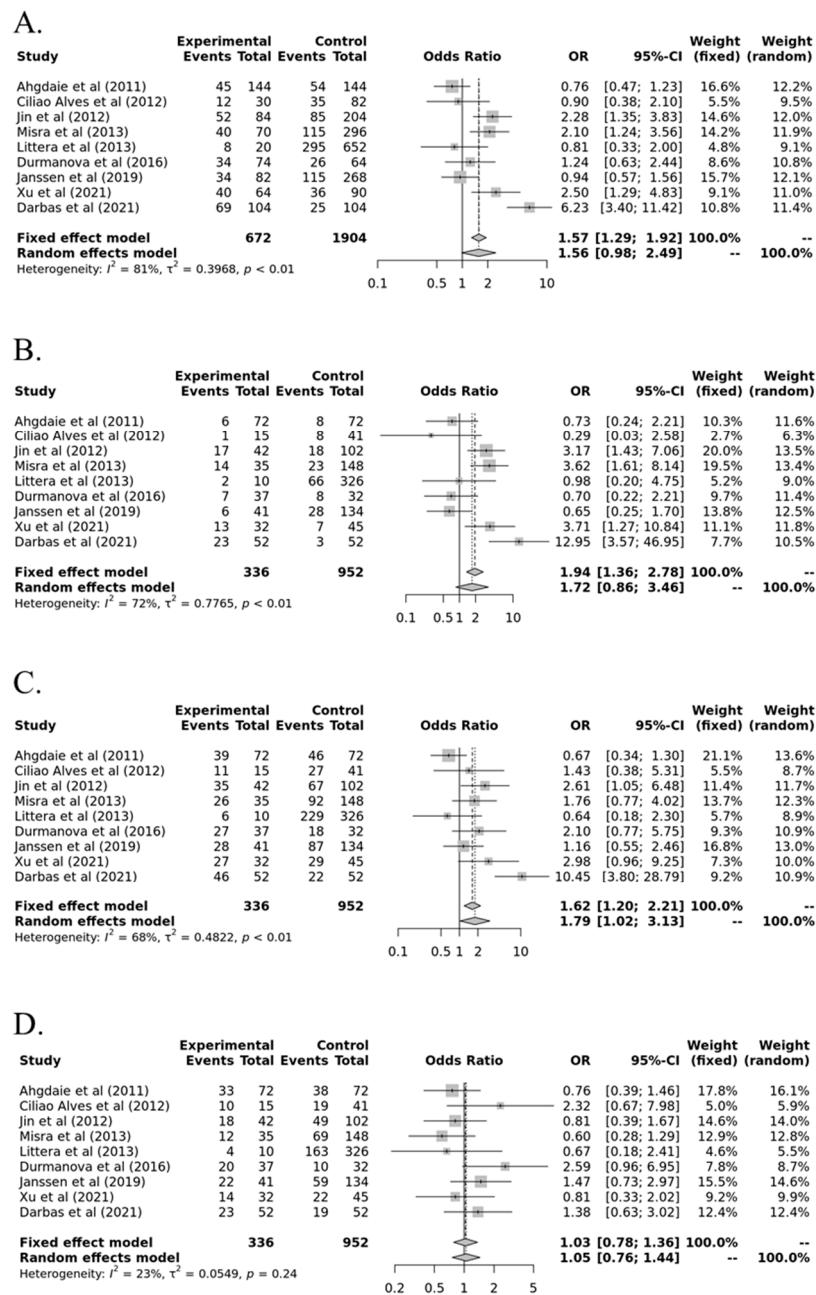 A.
Experimental Control Weight Weight
Study Events Total Events Total Odds Ratio OR 95%-CI (fixed) (random)
Ahgdaie et al (2011) 45 144 54 144 0.76 [0.47; 1.23] 16.6% 12.2%
Ciliao Alves et al (2012) 12 30 35 82 0.90 [0.38; 2.10] 5.5% 9.5%
Jin et al (2012) 52 84 85 204 2.28 [1.35; 3.83] 14.6% 12.0%
Misra et al (2013) 40 70 115 296 2.10 [1.24; 3.56] 14.2% 11.9%
Littera et al (2013) 8 20 295 652 0.81 [0.33; 2.00] 4.8% 9.1%
Durmanova et al (2016) 34 74 26 64 1.24 [0.63; 2.44] 8.6% 10.8%
Janssen et al (2019) 34 82 115 268 0.94 [0.57; 1.56] 15.7% 12.1%
Xu et al (2021) 40 64 36 90 2.50 [1.29; 4.83] 9.1% 11.0%
Darbas et al (2021) 69 104 25 104 6.23 [3.40; 11.42] 10.8% 11.4%
Fixed effect model 672 1904 1.57 [1.29; 1.92] 100.0% --
Random effects model 1.56 [0.98; 2.49] -- 100.0%
Heterogeneity: I² = 81%, τ² = 0.3968, p < 0.01
0.1 0.5 1 2 10
B.
Experimental Control Weight Weight
Study Events Total Events Total Odds Ratio OR 95%-CI (fixed) (random)
Ahgdaie et al (2011) 6 72 8 72 0.73 [0.24; 2.21] 10.3% 11.6%
Ciliao Alves et al (2012) 1 15 8 41 0.29 [0.03; 2.58] 2.7% 6.3%
Jin et al (2012) 17 42 18 102 3.17 [1.43; 7.06] 20.0% 13.5%
Misra et al (2013) 14 35 23 148 3.62 [1.61; 8.14] 19.5% 13.4%
Littera et al (2013) 2 10 66 326 0.98 [0.20; 4.75] 5.2% 9.0%
Durmanova et al (2016) 7 37 8 32 0.70 [0.22; 2.21] 9.7% 11.4%
Janssen et al (2019) 6 41 28 134 0.65 [0.25; 1.70] 13.8% 12.5%
Xu et al (2021) 13 32 7 45 3.71 [1.27; 10.84] 11.1% 11.8%
Darbas et al (2021) 23 52 3 52 12.95 [3.57; 46.95] 7.7% 10.5%
Fixed effect model 336 952 1.94 [1.36; 2.78] 100.0% --
Random effects model 1.72 [0.86; 3.46] -- 100.0%
Heterogeneity: I² = 72%, τ² = 0.7765, p < 0.01
0.1 0.5 1 2 10
C.
Experimental Control Weight Weight
Study Events Total Events Total Odds Ratio OR 95%-CI (fixed) (random)
Ahgdaie et al (2011) 39 72 46 72 0.67 [0.34; 1.30] 21.1% 13.6%
Ciliao Alves et al (2012) 11 15 27 41 1.43 [0.38; 5.31] 5.5% 8.7%
Jin et al (2012) 35 42 67 102 2.61 [1.05; 6.48] 11.4% 11.7%
Misra et al (2013) 26 35 92 148 1.76 [0.77; 4.02] 13.7% 12.3%
Littera et al (2013) 6 10 229 326 0.64 [0.18; 2.30] 5.7% 8.9%
Durmanova et al (2016) 27 37 18 32 2.10 [0.77; 5.75] 9.3% 10.9%
Janssen et al (2019) 28 41 87 134 1.16 [0.55; 2.46] 16.8% 13.0%
Xu et al (2021) 27 32 29 45 2.98 [0.96; 9.25] 7.3% 10.0%
Darbas et al (2021) 46 52 22 52 10.45 [3.80; 28.79] 9.2% 10.9%
Fixed effect model 336 952 1.62 [1.20; 2.21] 100.0% --
Random effects model 1.79 [1.02; 3.13] -- 100.0%
Heterogeneity: I² = 68%, τ² = 0.4822, p < 0.01
0.1 0.5 1 2 10
D.
Experimental Control Weight Weight
Study Events Total Events Total Odds Ratio OR 95%-CI (fixed) (random)
Ahgdaie et al (2011) 33 72 38 72 0.76 [0.39; 1.46] 17.8% 16.1%
Ciliao Alves et al (2012) 10 15 19 41 2.32 [0.67; 7.98] 5.0% 5.9%
Jin et al (2012) 18 42 49 102 0.81 [0.39; 1.67] 14.6% 14.0%
Misra et al (2013) 12 35 69 148 0.60 [0.28; 1.29] 12.9% 12.8%
Littera et al (2013) 4 10 163 326 0.67 [0.18; 2.41] 4.6% 5.5%
Durmanova et al (2016) 20 37 10 32 2.59 [0.96; 6.95] 7.8% 8.7%
Janssen et al (2019) 22 41 59 134 1.47 [0.73; 2.97] 15.5% 14.6%
Xu et al (2021) 14 32 22 45 0.81 [0.33; 2.02] 9.2% 9.9%
Darbas et al (2021) 23 52 19 52 1.38 [0.63; 3.02] 12.4% 12.4%
Fixed effect model 336 952 1.03 [0.78; 1.36] 100.0% --
Random effects model 1.05 [0.76; 1.44] -- 100.0%
Heterogeneity: I² = 23%, τ² = 0.0549, p = 0.24
0.2 0.5 1 2 5